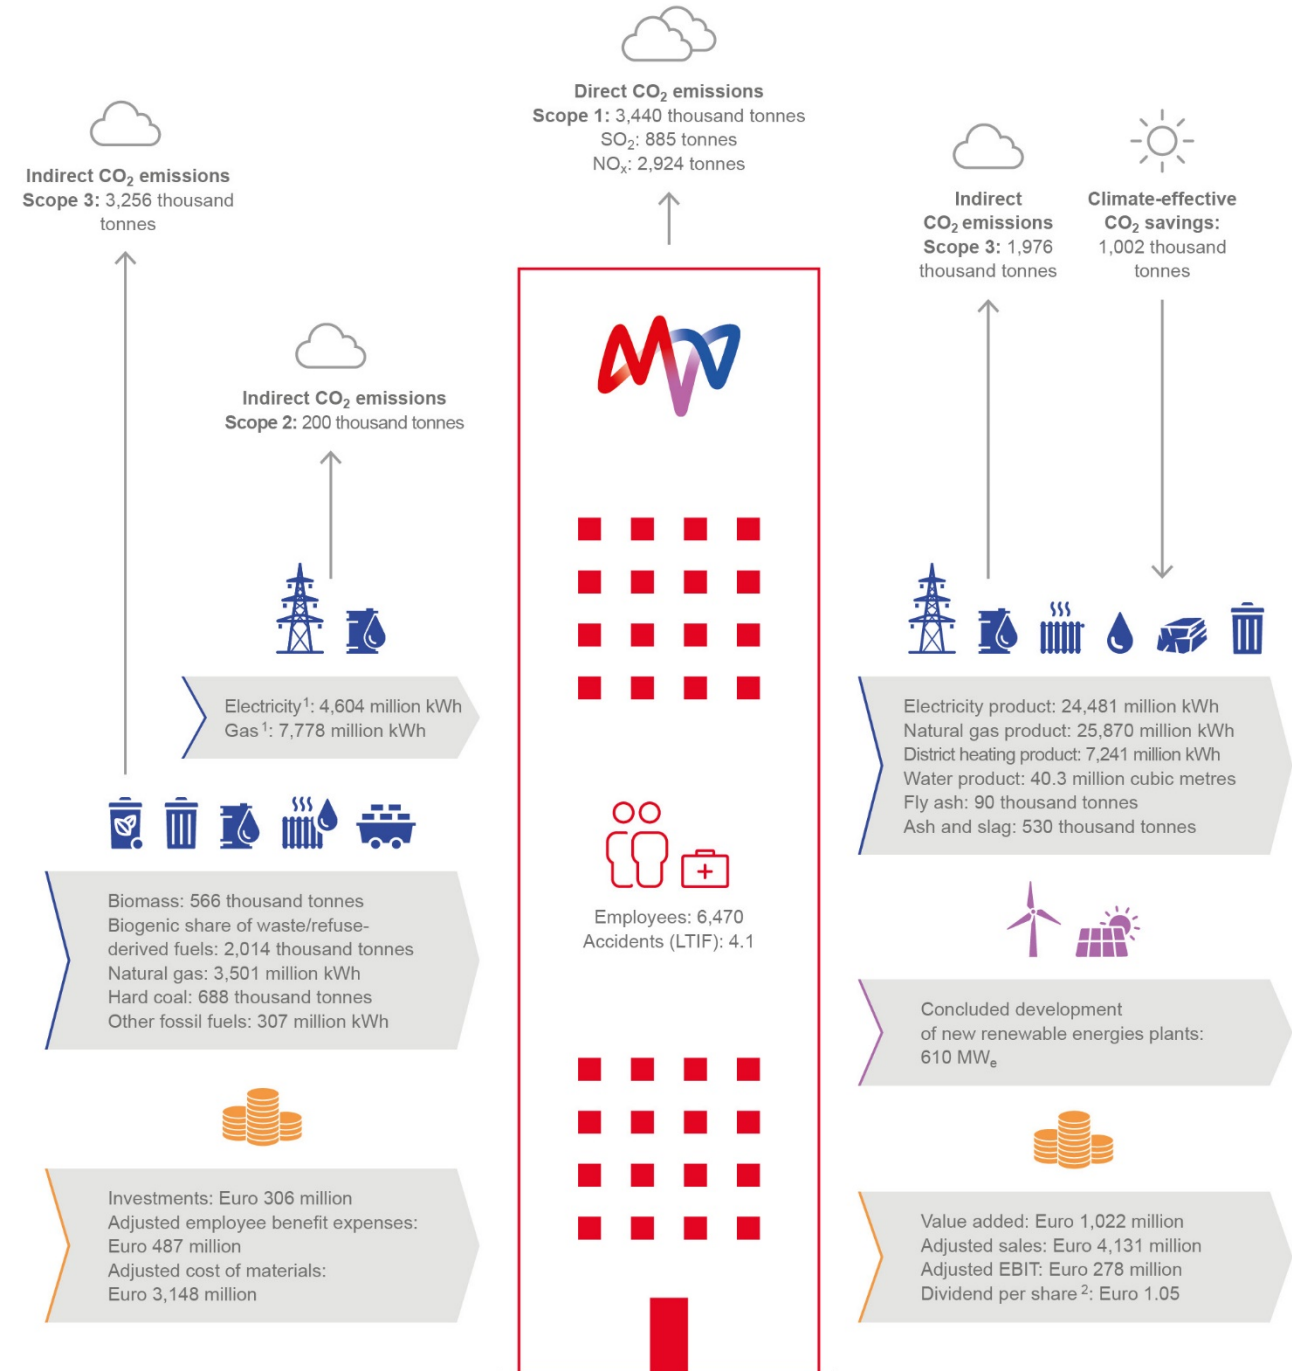 Direct CO₂ emissions
Scope 1: 3,440 thousand tonnes
SO₂: 885 tonnes
NOₓ: 2,924 tonnes
Indirect CO₂ emissions
Scope 3: 3,256 thousand
tonnes
Indirect CO₂ emissions
Scope 2: 200 thousand tonnes
Electricity¹: 4,604 million kWh
Gas¹: 7,778 million kWh
Biomass: 566 thousand tonnes
Biogenic share of waste/refuse-
derived fuels: 2,014 thousand tonnes
Natural gas: 3,501 million kWh
Hard coal: 688 thousand tonnes
Other fossil fuels: 307 million kWh
Investments: Euro 306 million
Adjusted employee benefit expenses:
Euro 487 million
Adjusted cost of materials:
Euro 3,148 million
MVV
Employees: 6,470
Accidents (LTIF): 4.1
Indirect
CO₂ emissions
Scope 3: 1,976
thousand tonnes
Climate-effective
CO₂ savings:
1,002 thousand
tonnes
Electricity product: 24,481 million kWh
Natural gas product: 25,870 million kWh
District heating product: 7,241 million kWh
Water product: 40.3 million cubic metres
Fly ash: 90 thousand tonnes
Ash and slag: 530 thousand tonnes
Concluded development
of new renewable energies plants:
610 MWₑ
Value added: Euro 1,022 million
Adjusted sales: Euro 4,131 million
Adjusted EBIT: Euro 278 million
Dividend per share²: Euro 1.05